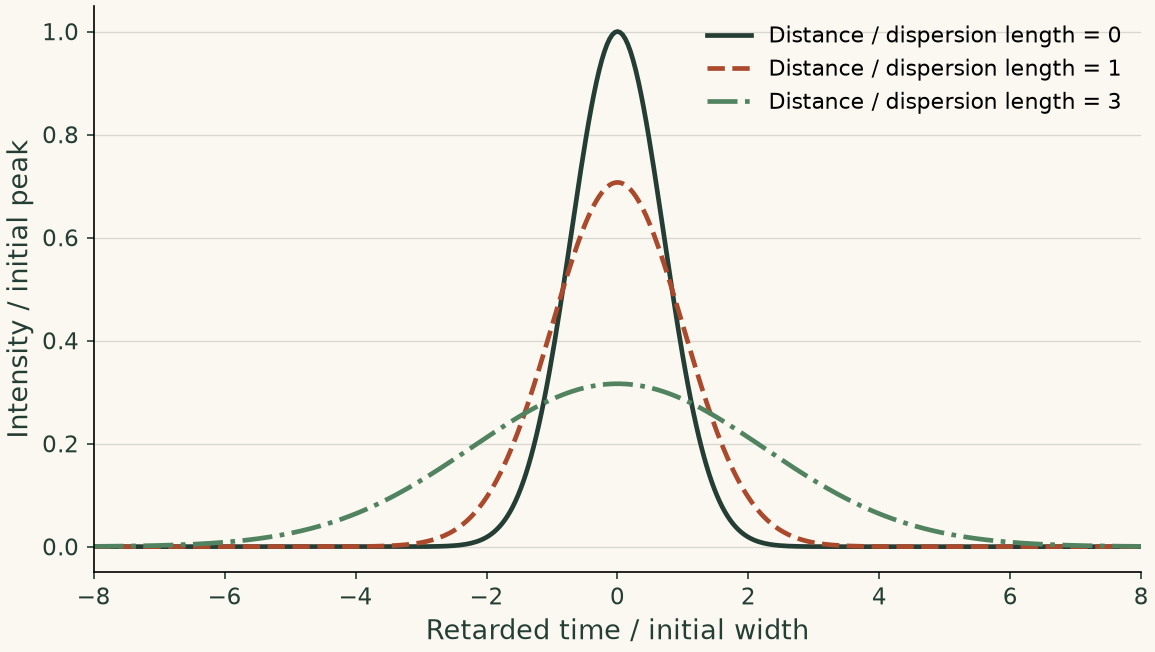 Distance / dispersion length = 0
Distance / dispersion length = 1
Distance / dispersion length = 3
Intensity / initial peak
1.0
0.8
0.6
0.4
0.2
0.0
−8 −6 −4 −2 0 2 4 6 8
Retarded time / initial width